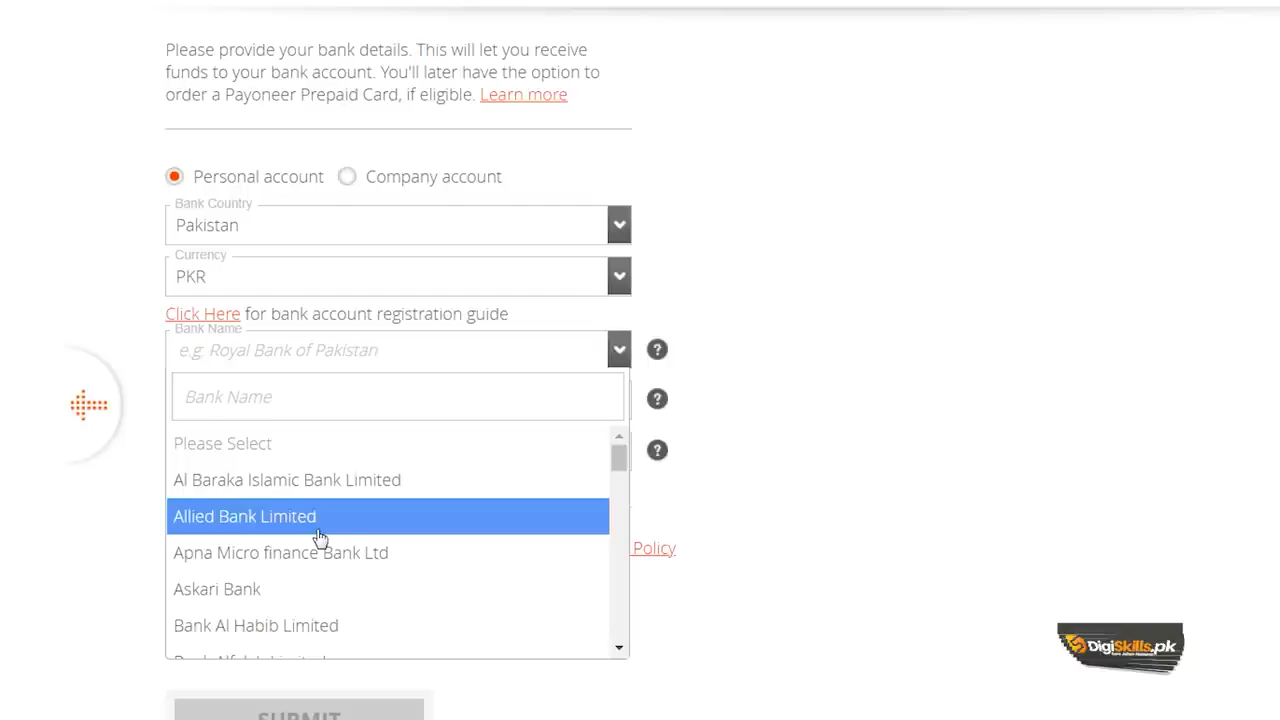 Please provide your bank details. This will let you receive
funds to your bank account. You'll later have the option to
order a Payoneer Prepaid Card, if eligible. Learn more
Personal account Company account
Bank Country
Pakistan
Currency
PKR
Click Here for bank account registration guide
Bank Name
e.g: Royal Bank of Pakistan
Bank Name
Please Select
Al Baraka Islamic Bank Limited
Allied Bank Limited
Policy
Apna Micro finance Bank Ltd
Askari Bank
Bank Al Habib Limited
DigiSkills.pk
SUBMIT